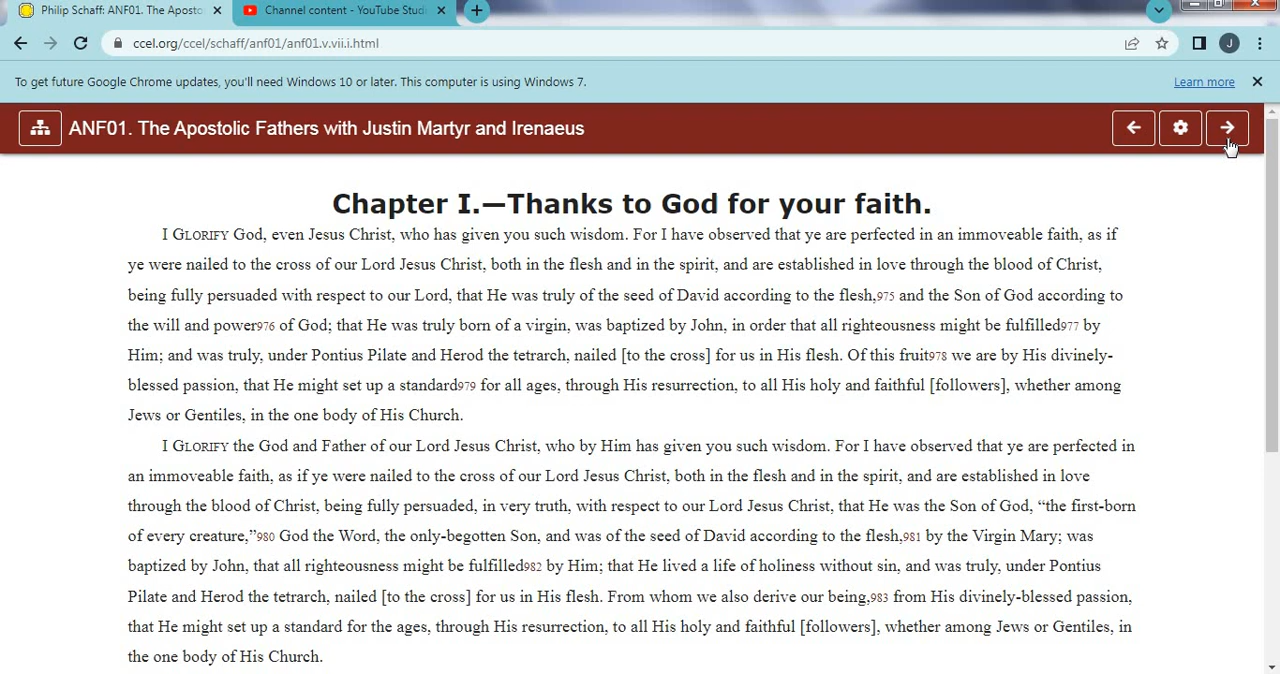 Philip Schaff: ANF01. The Aposto
Channel content - YouTube Studi
ccel.org/ccel/schaff/anf01/anf01.v.vii.i.html
J
To get future Google Chrome updates, you'll need Windows 10 or later. This computer is using Windows 7.
Learn more
ANF01. The Apostolic Fathers with Justin Martyr and Irenaeus
Chapter I.—Thanks to God for your faith.
I GLORIFY God, even Jesus Christ, who has given you such wisdom. For I have observed that ye are perfected in an immoveable faith, as if
ye were nailed to the cross of our Lord Jesus Christ, both in the flesh and in the spirit, and are established in love through the blood of Christ,
being fully persuaded with respect to our Lord, that He was truly of the seed of David according to the flesh,975 and the Son of God according to
the will and power976 of God; that He was truly born of a virgin, was baptized by John, in order that all righteousness might be fulfilled977 by
Him; and was truly, under Pontius Pilate and Herod the tetrarch, nailed [to the cross] for us in His flesh. Of this fruit978 we are by His divinely-
blessed passion, that He might set up a standard979 for all ages, through His resurrection, to all His holy and faithful [followers], whether among
Jews or Gentiles, in the one body of His Church.
I GLORIFY the God and Father of our Lord Jesus Christ, who by Him has given you such wisdom. For I have observed that ye are perfected in
an immoveable faith, as if ye were nailed to the cross of our Lord Jesus Christ, both in the flesh and in the spirit, and are established in love
through the blood of Christ, being fully persuaded, in very truth, with respect to our Lord Jesus Christ, that He was the Son of God, “the first-born
of every creature,”980 God the Word, the only-begotten Son, and was of the seed of David according to the flesh,981 by the Virgin Mary; was
baptized by John, that all righteousness might be fulfilled982 by Him; that He lived a life of holiness without sin, and was truly, under Pontius
Pilate and Herod the tetrarch, nailed [to the cross] for us in His flesh. From whom we also derive our being,983 from His divinely-blessed passion,
that He might set up a standard for the ages, through His resurrection, to all His holy and faithful [followers], whether among Jews or Gentiles, in
the one body of His Church.